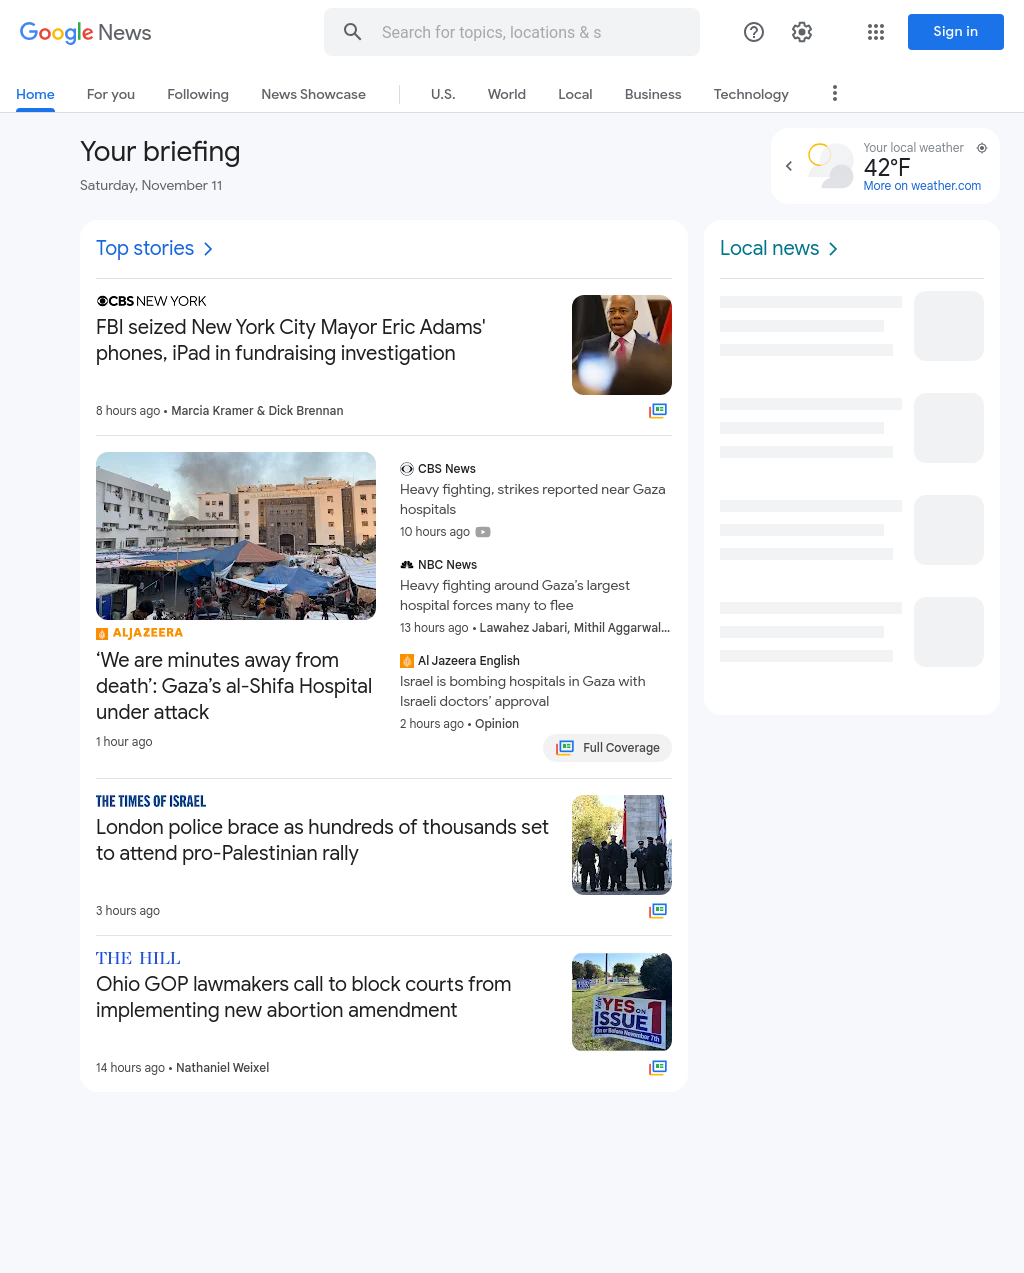 Google News
Search for topics, locations & s
Sign in
Home
For you
Following
News Showcase
U.S.
World
Local
Business
Technology
Your briefing
Saturday, November 11
Your local weather
42°F
More on weather.com
Top stories
CBS NEW YORK
FBI seized New York City Mayor Eric Adams'
phones, iPad in fundraising investigation
8 hours ago • Marcia Kramer & Dick Brennan
ALJAZEERA
‘We are minutes away from
death’: Gaza’s al-Shifa Hospital
under attack
1 hour ago
CBS News
Heavy fighting, strikes reported near Gaza
hospitals
10 hours ago
NBC News
Heavy fighting around Gaza’s largest
hospital forces many to flee
13 hours ago • Lawahez Jabari, Mithil Aggarwal...
Al Jazeera English
Israel is bombing hospitals in Gaza with
Israeli doctors’ approval
2 hours ago • Opinion
Full Coverage
THE TIMES OF ISRAEL
London police brace as hundreds of thousands set
to attend pro-Palestinian rally
3 hours ago
THE HILL
Ohio GOP lawmakers call to block courts from
implementing new abortion amendment
Vote
YES ON
ISSUE 1
On or Before November 7th
14 hours ago • Nathaniel Weixel
Local news